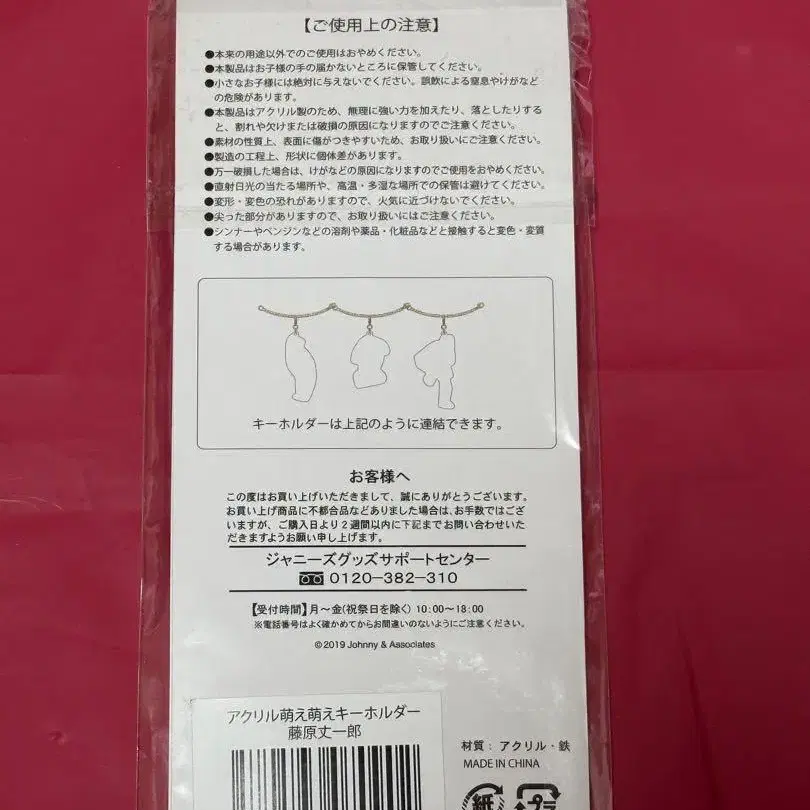 【ご使用上の注意】
●本来の用途以外でのご使用はおやめください。
●本製品はお子様の手の届かないところに保管してください。
●小さなお子様には絶対に与えないでください。誤飲による窒息やけがなど
の危険があります。
●本製品はアクリル製のため、無理に強い力を加えたり、落としたりする
と、割れや欠けまたは破損の原因になりますのでご注意ください。
●素材の性質上、表面に傷がつきやすいため、お取り扱いにご注意ください。
●製造の工程上、形状に個体差があります。
●万一破損した場合は、けがなどの原因になりますのでご使用をおやめください。
●直射日光の当たる場所や、高温・多湿な場所での保管は避けてください。
●変形・変色の恐れがありますので、火気に近づけないでください。
●尖った部分がありますので、お取り扱いにはご注意ください。
●シンナーやベンジンなどの溶剤や薬品・化粧品などと接触すると変色・変質
する場合があります。
キーホルダーは上記のように連結できます。
お客様へ
この度はお買い上げいただきまして、誠にありがとうございます。
お買い上げ商品に不都合品などありました場合は、お手数ではござ
いますが、ご購入日より2週間以内に下記までお問い合わせいた
だきますようお願い申し上げます。
ジャニーズグッズサポートセンター
0120−382−310
【受付時間】月〜金(祝祭日を除く) 10:00〜18:00
※電話番号はよく確かめてからお間違いのないようにご注意ください。
©2019 Johnny & Associates
アクリル萌え萌えキーホルダー
藤原丈一郎
材質：アクリル・鉄
MADE IN CHINA
紙 プラ